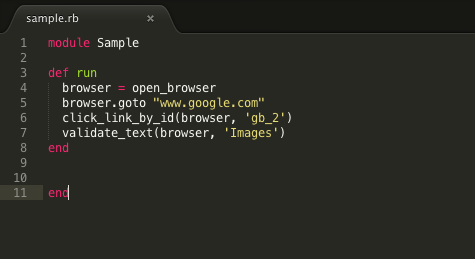 sample.rb ×
1 module Sample
2
3 def run
4   browser = open_browser
5   browser.goto "www.google.com"
6   click_link_by_id(browser, 'gb_2')
7   validate_text(browser, 'Images')
8 end
9
10
11 end